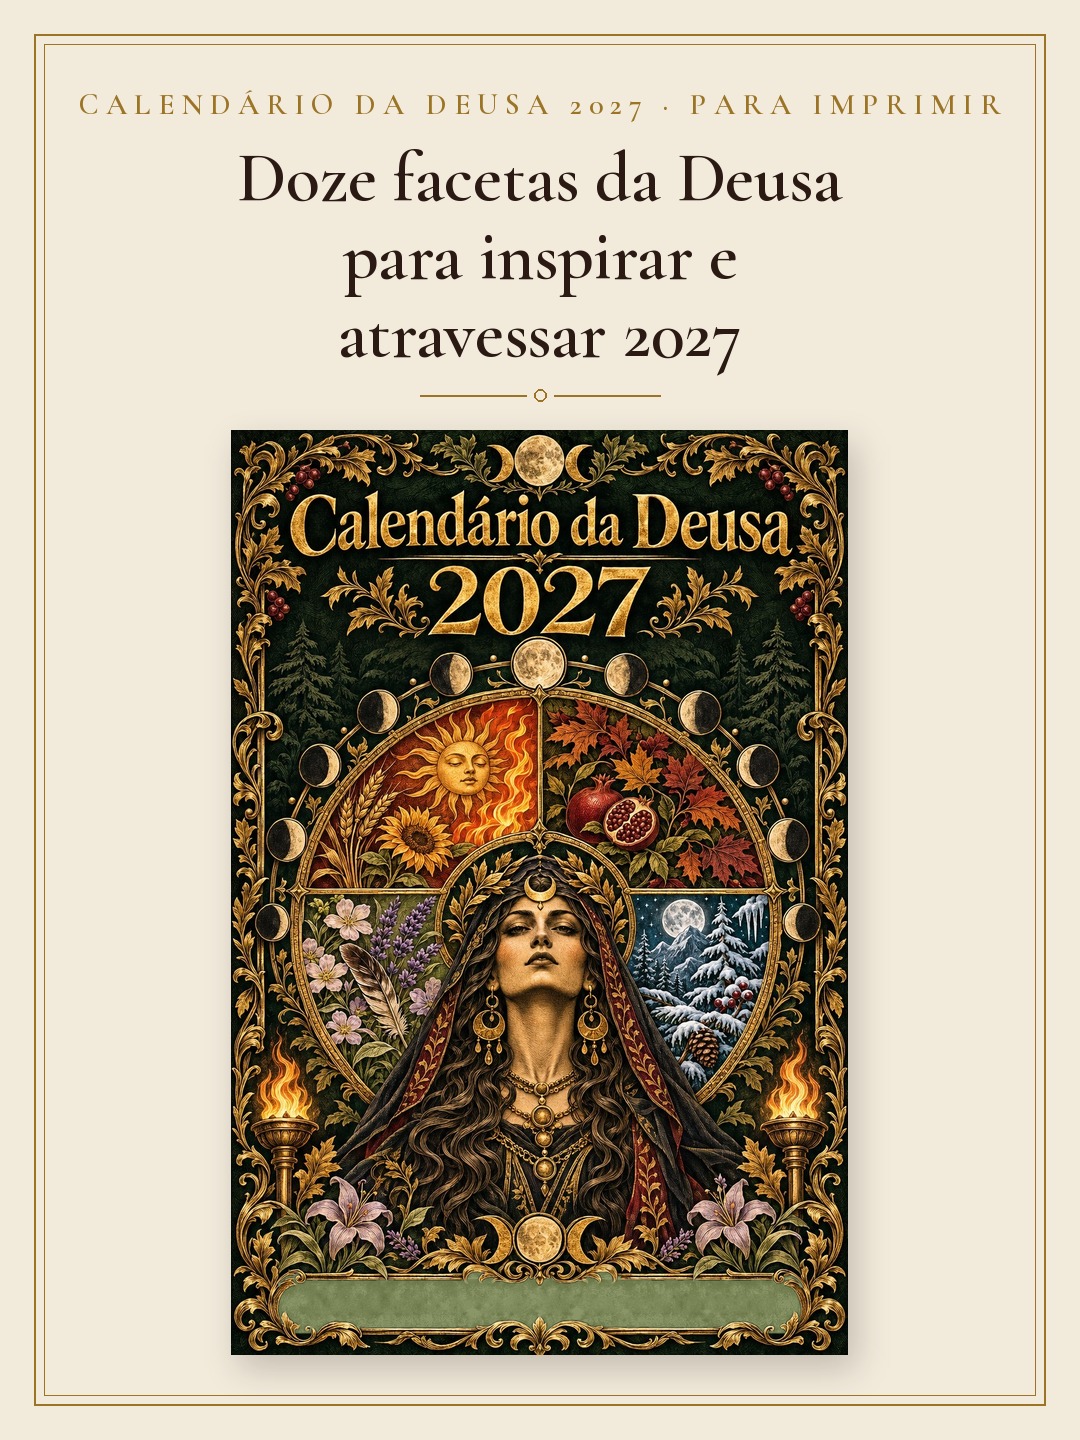 CALENDÁRIO DA DEUSA 2027 · PARA IMPRIMIR
Doze facetas da Deusa
para inspirar e
atravessar 2027
Calendário da Deusa
2027